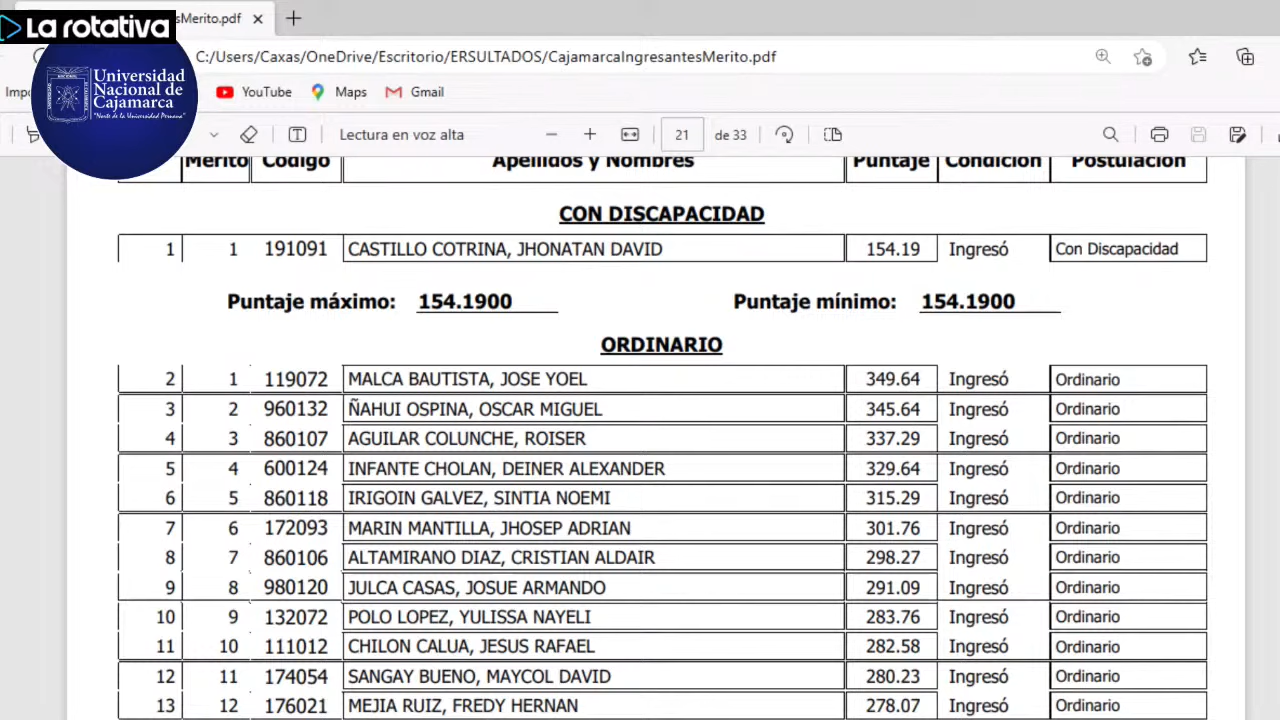 La rotativa
sMerito.pdf
C:/Users/Caxas/OneDrive/Escritorio/ERSULTADOS/CajamarcaIngresantesMerito.pdf
Universidad
Nacional de
Cajamarca
"Norte de la Universidad Peruana"
YouTube Maps Gmail
Lectura en voz alta 21 de 33
Mérito Código Apellidos y Nombres Puntaje Condición Postulación
CON DISCAPACIDAD
1 1 191091 CASTILLO COTRINA, JHONATAN DAVID 154.19 Ingresó Con Discapacidad
Puntaje máximo: 154.1900 Puntaje mínimo: 154.1900
ORDINARIO
2 1 119072 MALCA BAUTISTA, JOSE YOEL 349.64 Ingresó Ordinario
3 2 960132 ÑAHUI OSPINA, OSCAR MIGUEL 345.64 Ingresó Ordinario
4 3 860107 AGUILAR COLUNCHE, ROISER 337.29 Ingresó Ordinario
5 4 600124 INFANTE CHOLAN, DEINER ALEXANDER 329.64 Ingresó Ordinario
6 5 860118 IRIGOIN GALVEZ, SINTIA NOEMI 315.29 Ingresó Ordinario
7 6 172093 MARIN MANTILLA, JHOSEP ADRIAN 301.76 Ingresó Ordinario
8 7 860106 ALTAMIRANO DIAZ, CRISTIAN ALDAIR 298.27 Ingresó Ordinario
9 8 980120 JULCA CASAS, JOSUE ARMANDO 291.09 Ingresó Ordinario
10 9 132072 POLO LOPEZ, YULISSA NAYELI 283.76 Ingresó Ordinario
11 10 111012 CHILON CALUA, JESUS RAFAEL 282.58 Ingresó Ordinario
12 11 174054 SANGAY BUENO, MAYCOL DAVID 280.23 Ingresó Ordinario
13 12 176021 MEJIA RUIZ, FREDY HERNAN 278.07 Ingresó Ordinario